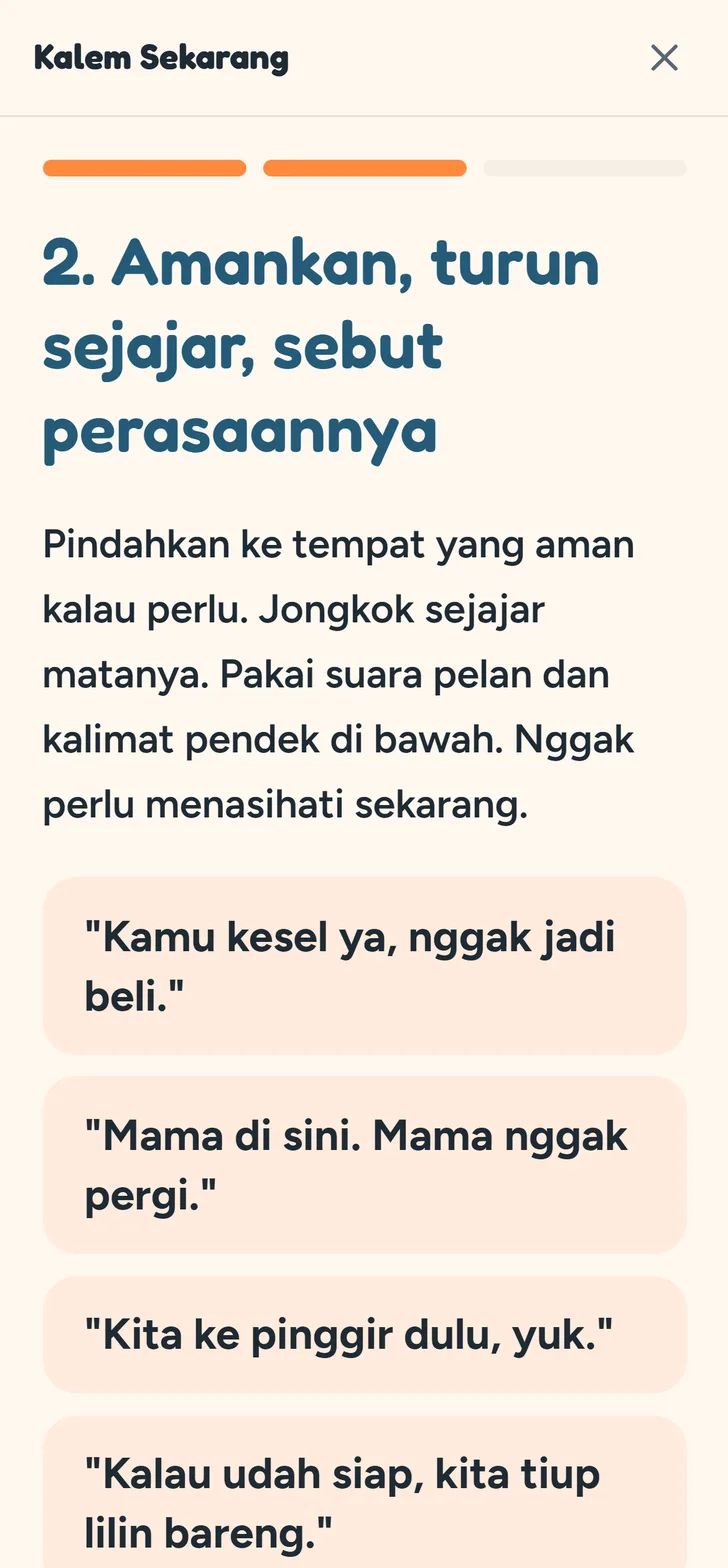 Kalem Sekarang
2. Amankan, turun
sejajar, sebut
perasaannya
Pindahkan ke tempat yang aman
kalau perlu. Jongkok sejajar
matanya. Pakai suara pelan dan
kalimat pendek di bawah. Nggak
perlu menasihati sekarang.
"Kamu kesel ya, nggak jadi
beli."
"Mama di sini. Mama nggak
pergi."
"Kita ke pinggir dulu, yuk."
"Kalau udah siap, kita tiup
lilin bareng."